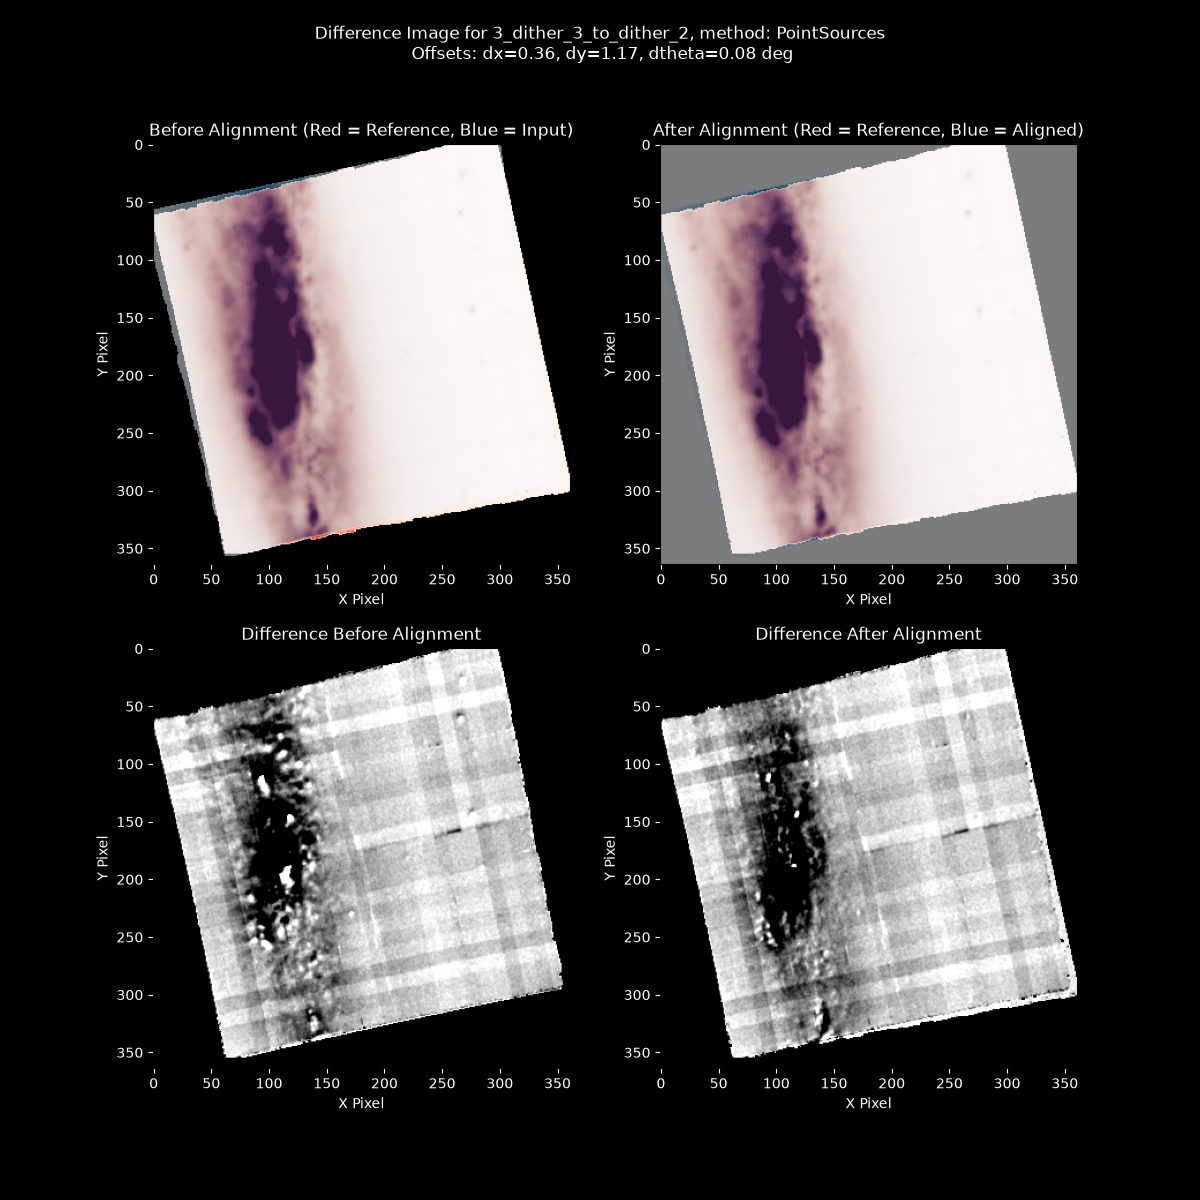 Difference Image for 3_dither_3_to_dither_2, method: PointSources
Offsets: dx=0.36, dy=1.17, dtheta=0.08 deg
Before Alignment (Red = Reference, Blue = Input)
0
50
100
150
200
250
300
350
Y Pixel
0 50 100 150 200 250 300 350
X Pixel
After Alignment (Red = Reference, Blue = Aligned)
0
50
100
150
200
250
300
350
Y Pixel
0 50 100 150 200 250 300 350
X Pixel
Difference Before Alignment
0
50
100
150
200
250
300
350
Y Pixel
0 50 100 150 200 250 300 350
X Pixel
Difference After Alignment
0
50
100
150
200
250
300
350
Y Pixel
0 50 100 150 200 250 300 350
X Pixel